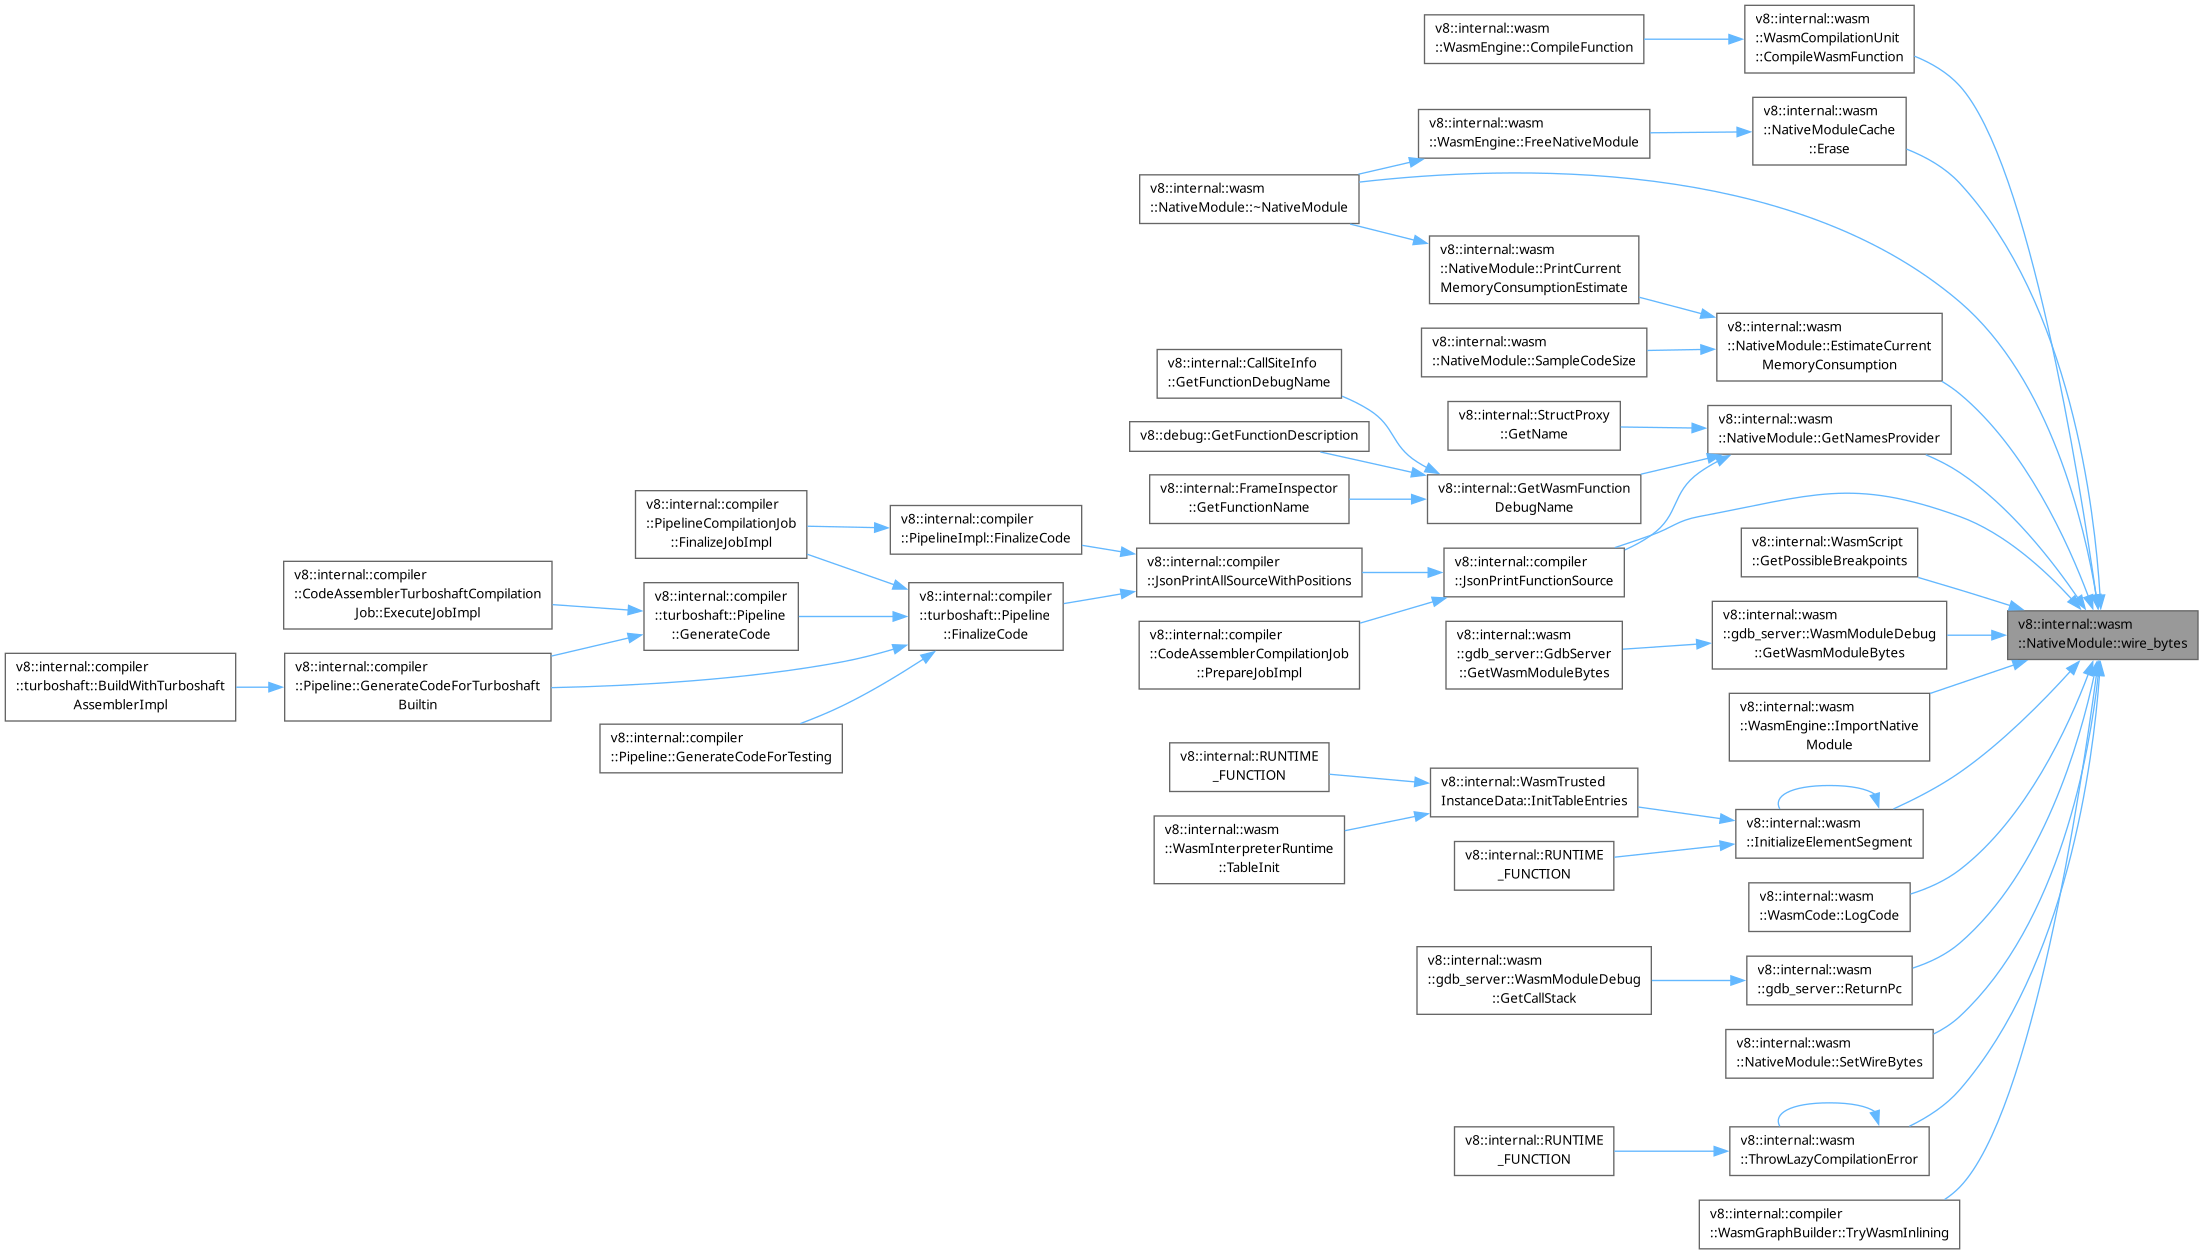 v8::internal::wasm
::WasmEngine::CompileFunction
v8::internal::wasm
::WasmCompilationUnit
::CompileWasmFunction
v8::internal::wasm
::WasmEngine::FreeNativeModule
v8::internal::wasm
::NativeModuleCache
::Erase
v8::internal::wasm
::NativeModule::~NativeModule
v8::internal::wasm
::NativeModule::PrintCurrent
MemoryConsumptionEstimate
v8::internal::wasm
::NativeModule::SampleCodeSize
v8::internal::wasm
::NativeModule::EstimateCurrent
MemoryConsumption
v8::internal::CallSiteInfo
::GetFunctionDebugName
v8::internal::StructProxy
::GetName
v8::internal::wasm
::NativeModule::GetNamesProvider
v8::debug::GetFunctionDescription
v8::internal::FrameInspector
::GetFunctionName
v8::internal::GetWasmFunction
DebugName
v8::internal::compiler
::PipelineCompilationJob
::FinalizeJobImpl
v8::internal::compiler
::PipelineImpl::FinalizeCode
v8::internal::compiler
::JsonPrintAllSourceWithPositions
v8::internal::compiler
::JsonPrintFunctionSource
v8::internal::WasmScript
::GetPossibleBreakpoints
v8::internal::compiler
::CodeAssemblerTurboshaftCompilation
Job::ExecuteJobImpl
v8::internal::compiler
::turboshaft::Pipeline
::GenerateCode
v8::internal::compiler
::turboshaft::Pipeline
::FinalizeCode
v8::internal::compiler
::CodeAssemblerCompilationJob
::PrepareJobImpl
v8::internal::wasm
::gdb_server::GdbServer
::GetWasmModuleBytes
v8::internal::wasm
::gdb_server::WasmModuleDebug
::GetWasmModuleBytes
v8::internal::wasm
::NativeModule::wire_bytes
v8::internal::compiler
::turboshaft::BuildWithTurboshaft
AssemblerImpl
v8::internal::compiler
::Pipeline::GenerateCodeForTurboshaft
Builtin
v8::internal::compiler
::Pipeline::GenerateCodeForTesting
v8::internal::wasm
::WasmEngine::ImportNative
Module
v8::internal::RUNTIME
_FUNCTION
v8::internal::WasmTrusted
InstanceData::InitTableEntries
v8::internal::wasm
::WasmInterpreterRuntime
::TableInit
v8::internal::RUNTIME
_FUNCTION
v8::internal::wasm
::InitializeElementSegment
v8::internal::wasm
::WasmCode::LogCode
v8::internal::wasm
::gdb_server::WasmModuleDebug
::GetCallStack
v8::internal::wasm
::gdb_server::ReturnPc
v8::internal::wasm
::NativeModule::SetWireBytes
v8::internal::RUNTIME
_FUNCTION
v8::internal::wasm
::ThrowLazyCompilationError
v8::internal::compiler
::WasmGraphBuilder::TryWasmInlining